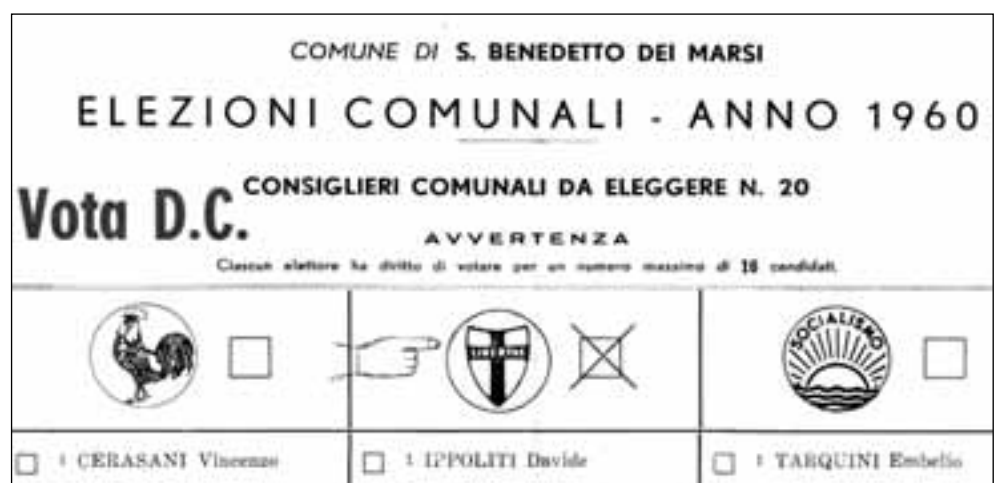 COMUNE DI S. BENEDETTO DEI MARSI
ELEZIONI COMUNALI - ANNO 1960
CONSIGLIERI COMUNALI DA ELEGGERE N. 20
Vota D.C.
AVVERTENZA
Ciascun elettore ha diritto di votare per un numero massimo di 16 candidati.
LIBERTAS
SOCIALISMO
1 CERASANI Vincenzo
1 IPPOLITI Davide
1 TARQUINI Embelio